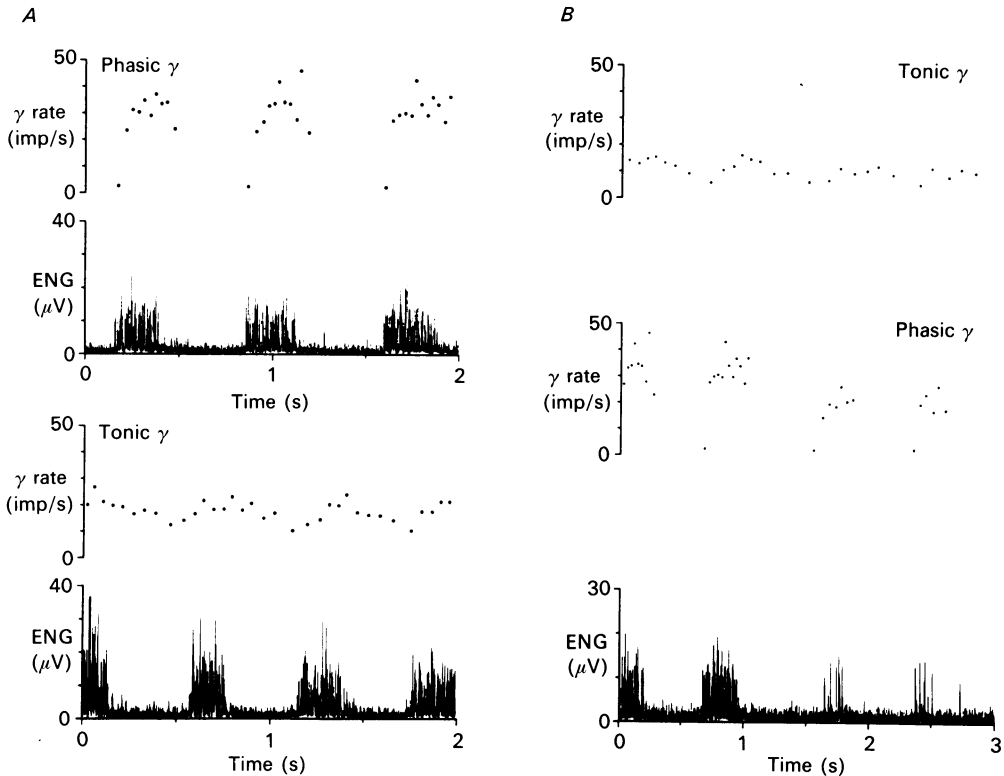 A
50
Phasic γ
γ rate
(imp/s)
0
40
ENG
(μV)
0
0 1 2
Time (s)
50
Tonic γ
γ rate
(imp/s)
0
40
ENG
(μV)
0
0 1 2
Time (s)
B
50
Tonic γ
γ rate
(imp/s)
0
50
Phasic γ
γ rate
(imp/s)
0
30
ENG
(μV)
0
0 1 2 3
Time (s)